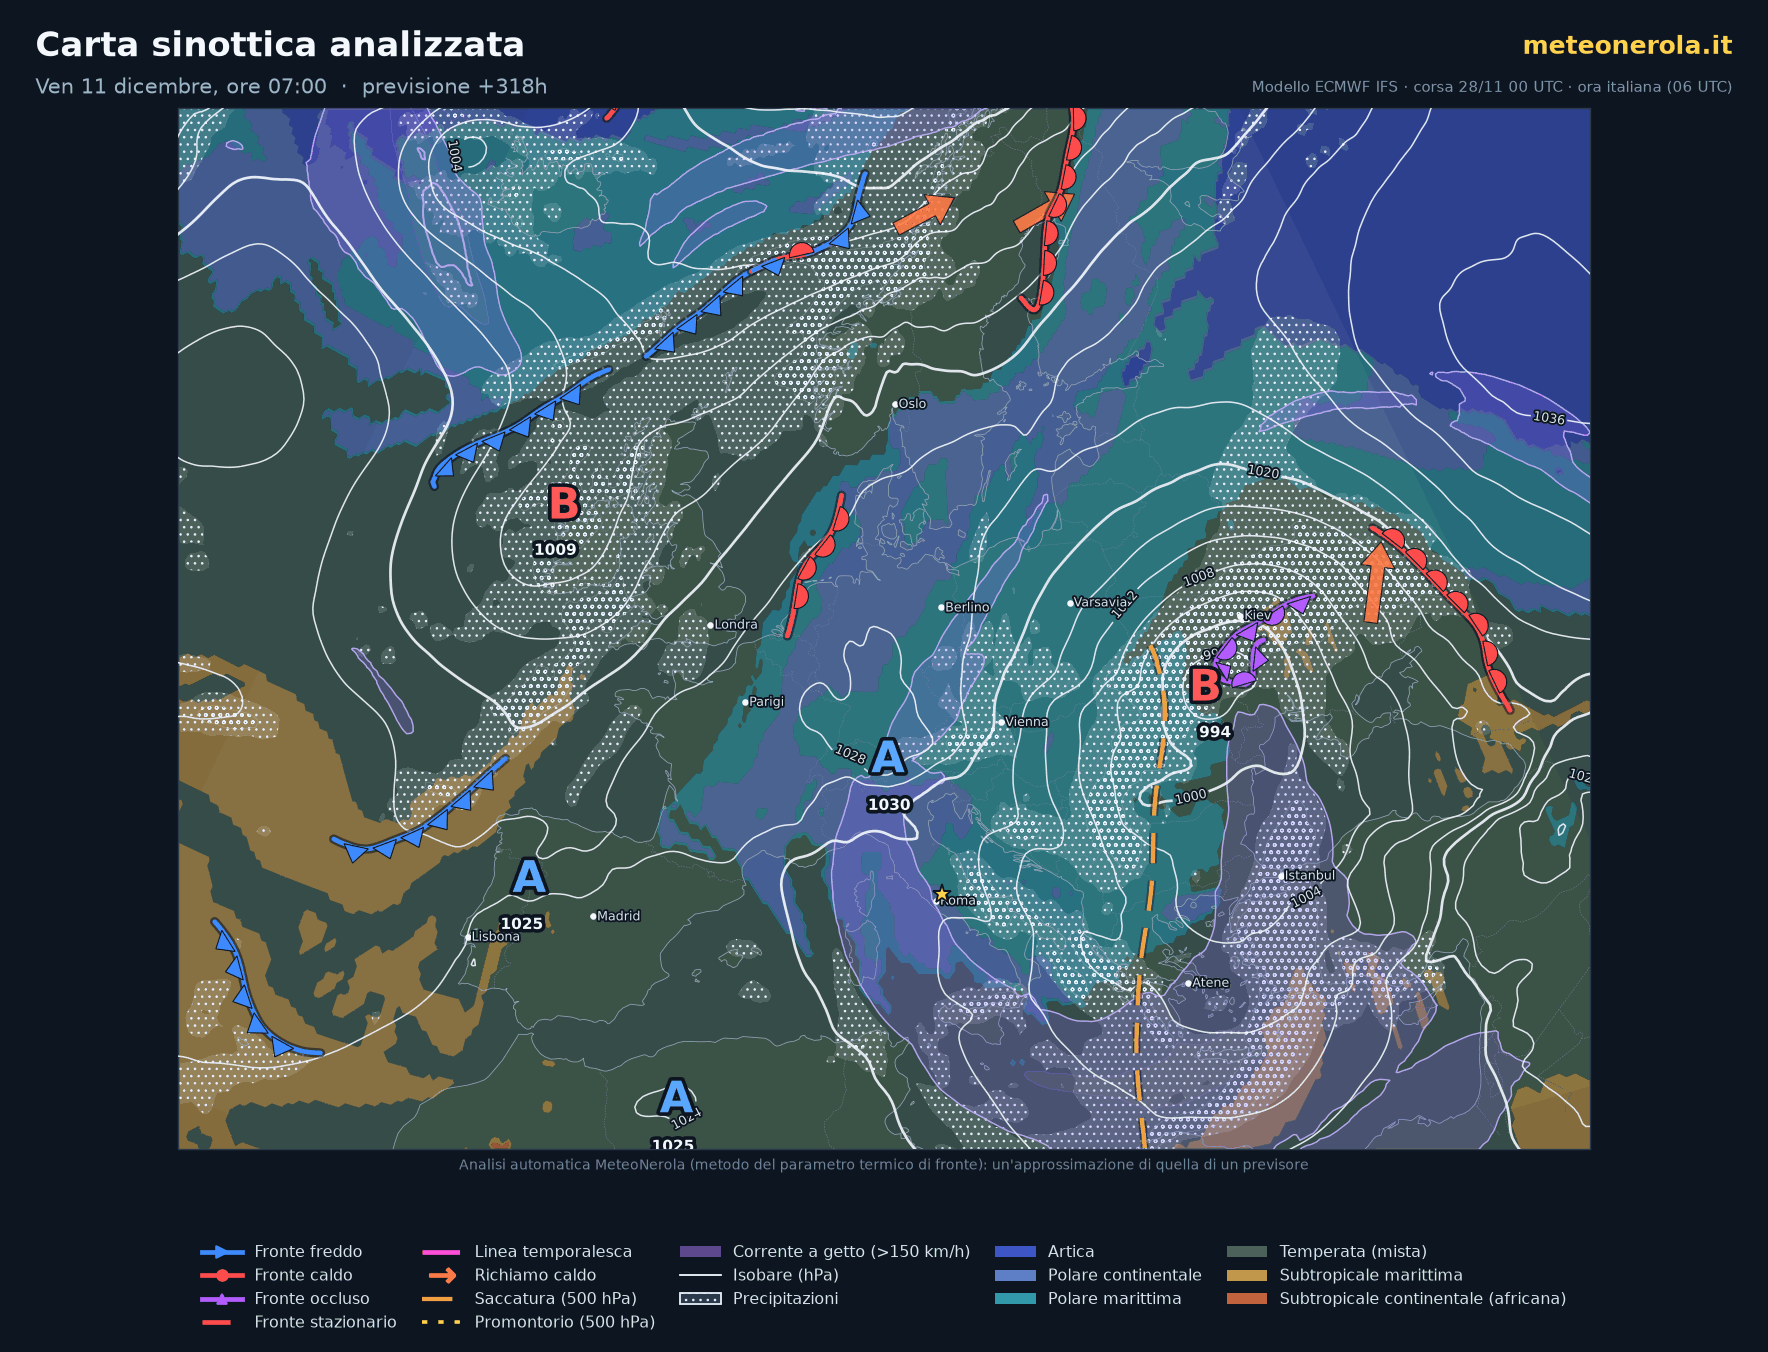 Carta sinottica analizzata
meteonerola.it
Ven 11 dicembre, ore 07:00 · previsione +318h
Modello ECMWF IFS · corsa 28/11 00 UTC · ora italiana (06 UTC)
1004
Oslo
1036
1020
B
1009
1008
1012
Berlino
Varsavia
Kiev
Londra
B
994
Parigi
Vienna
1028
A
1030
1000
A
1025
Istanbul
1004
Roma
Madrid
Lisbona
Atene
A
1024
1025
Analisi automatica MeteoNerola (metodo del parametro termico di fronte): un'approssimazione di quella di un previsore
Fronte freddo
Linea temporalesca
Corrente a getto (>150 km/h)
Artica
Temperata (mista)
Fronte caldo
Richiamo caldo
Isobare (hPa)
Polare continentale
Subtropicale marittima
Fronte occluso
Saccatura (500 hPa)
Precipitazioni
Polare marittima
Subtropicale continentale (africana)
Fronte stazionario
Promontorio (500 hPa)